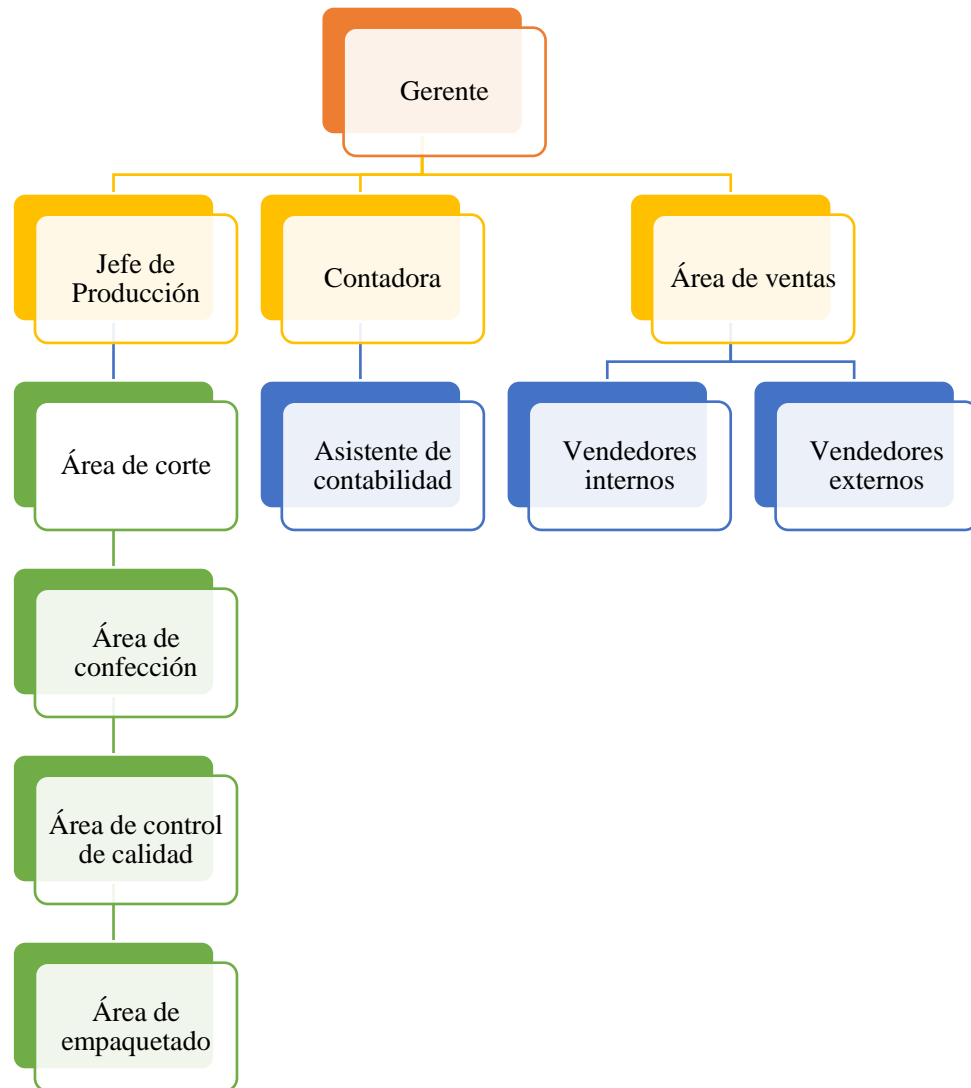 Gerente
Jefe de
Producción
Contadora
Área de ventas
Área de corte
Asistente de
contabilidad
Vendedores
internos
Vendedores
externos
Área de
confección
Área de control
de calidad
Área de
empaquetado